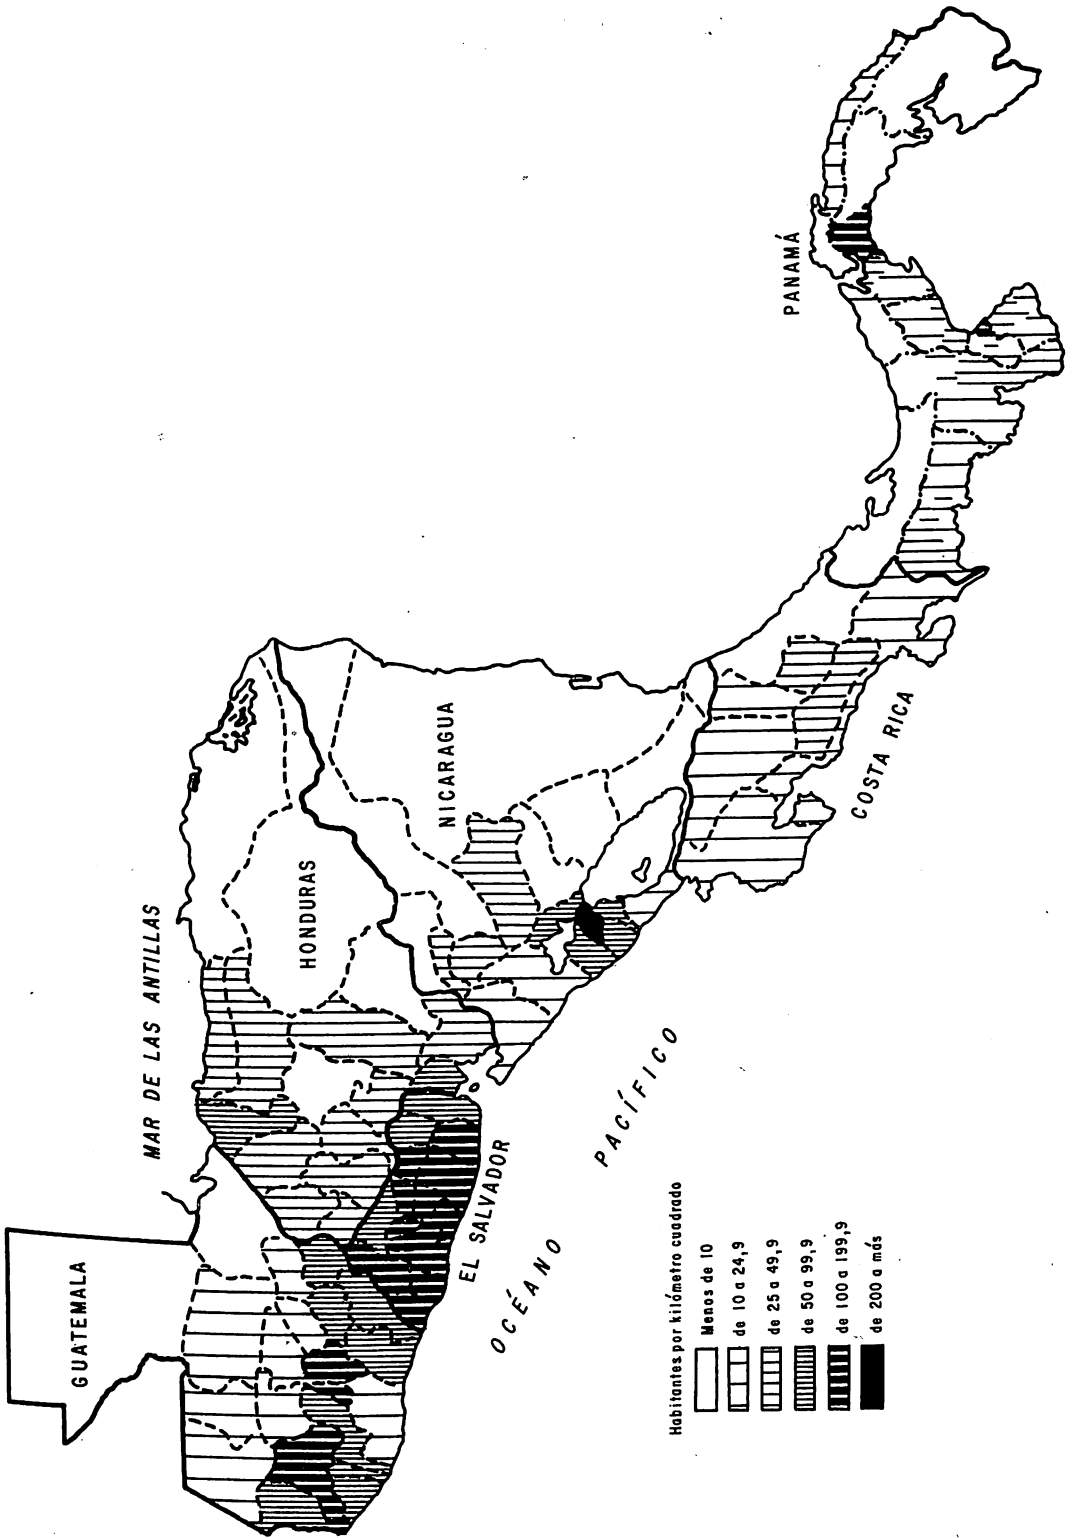 MAR DE LAS ANTILLAS
GUATEMALA
HONDURAS
NICARAGUA
EL SALVADOR
COSTA RICA
PANAMÁ
OCÉANO PACÍFICO
Habitantes por kilómetro cuadrado
Menos de 10
de 10 a 24,9
de 25 a 49,9
de 50 a 99,9
de 100 a 199,9
de 200 a más